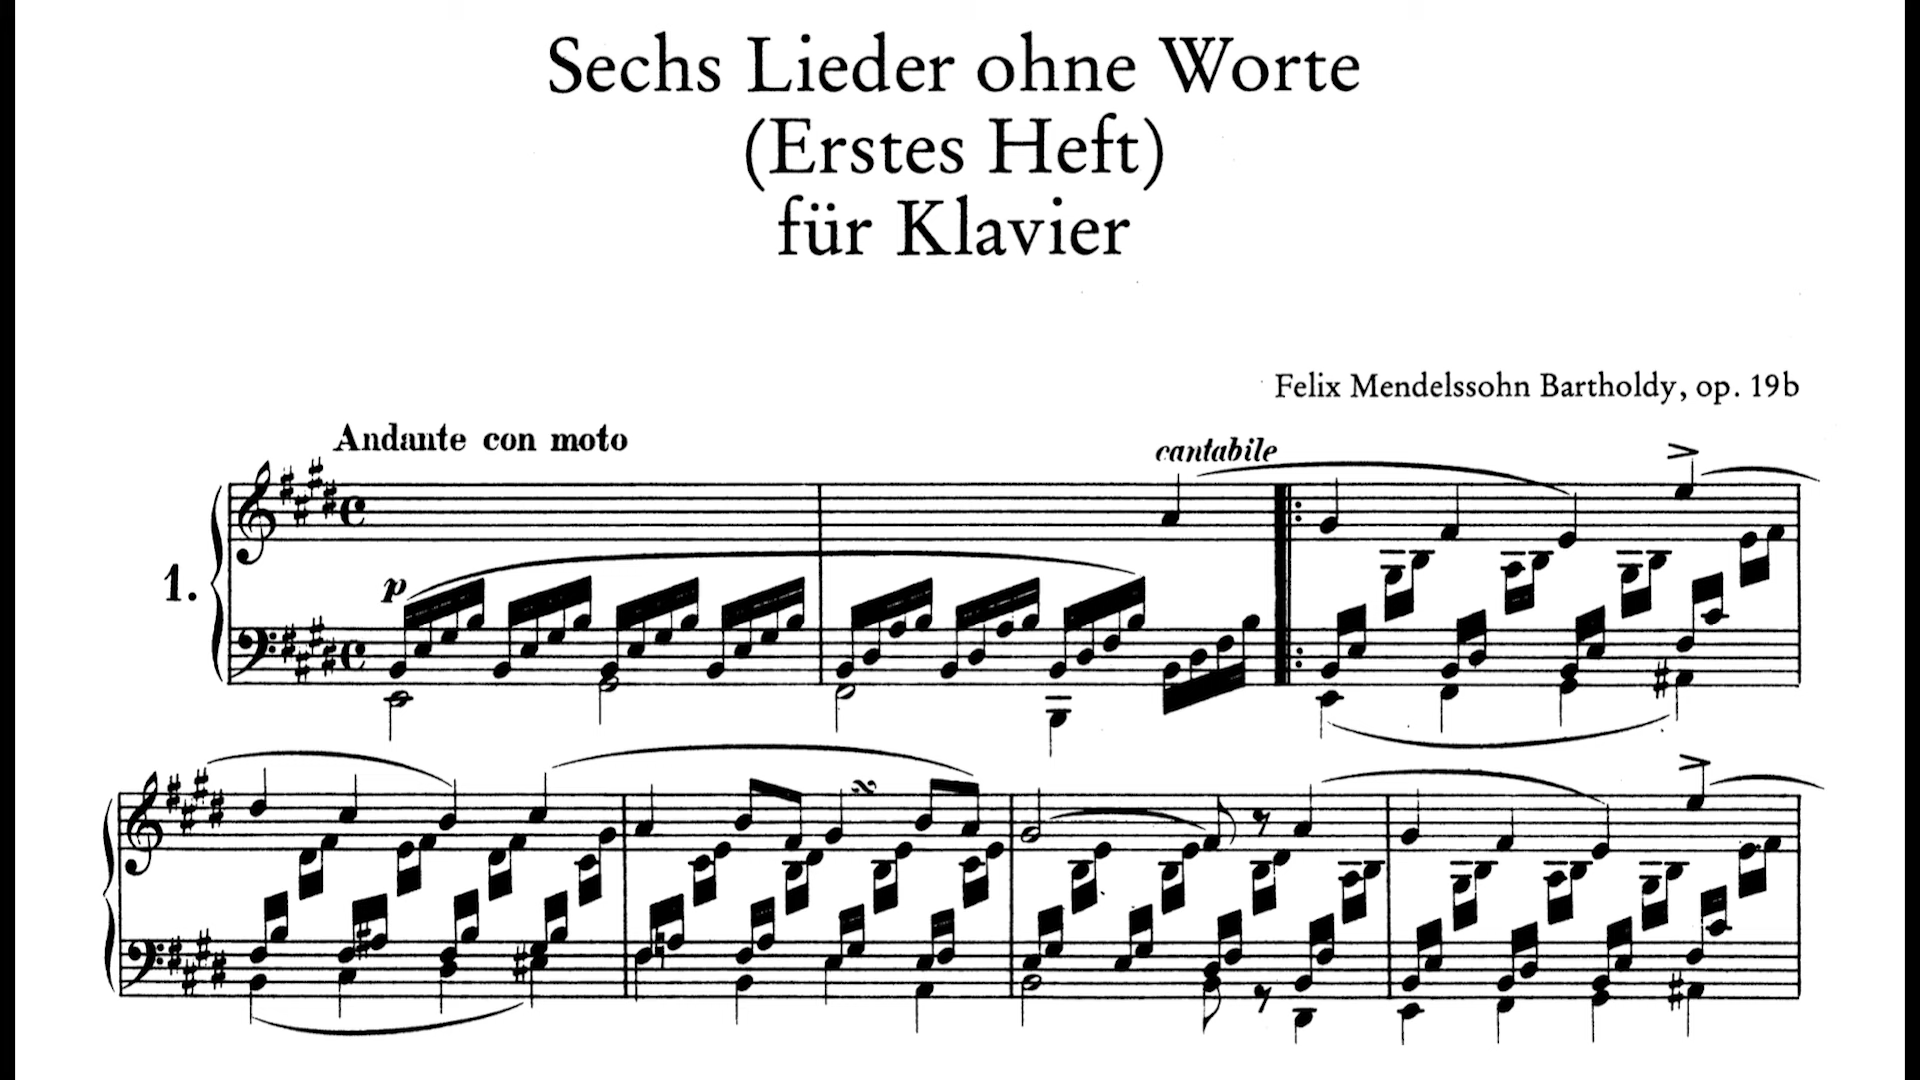 Sechs Lieder ohne Worte
(Erstes Heft)
für Klavier
Felix Mendelssohn Bartholdy, op. 19b
Andante con moto
cantabile
1.
p